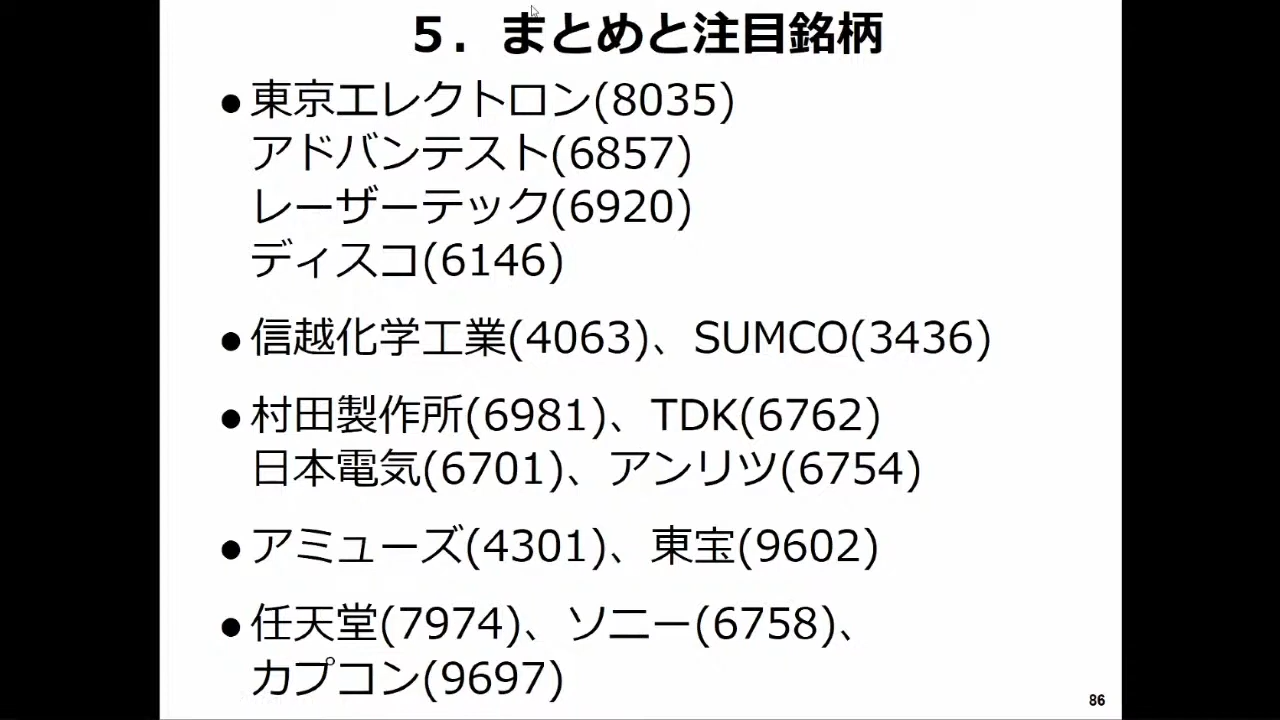 ５．まとめと注目銘柄
●東京エレクトロン(8035)
アドバンテスト(6857)
レーザーテック(6920)
ディスコ(6146)
●信越化学工業(4063)、SUMCO(3436)
●村田製作所(6981)、TDK(6762)
日本電気(6701)、アンリツ(6754)
●アミューズ(4301)、東宝(9602)
●任天堂(7974)、ソニー(6758)、
カプコン(9697)
86